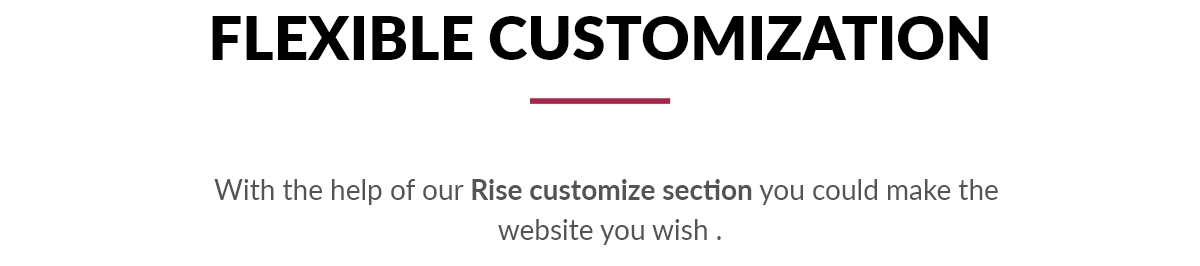 FLEXIBLE CUSTOMIZATION
With the help of our Rise customize section you could make the
website you wish .